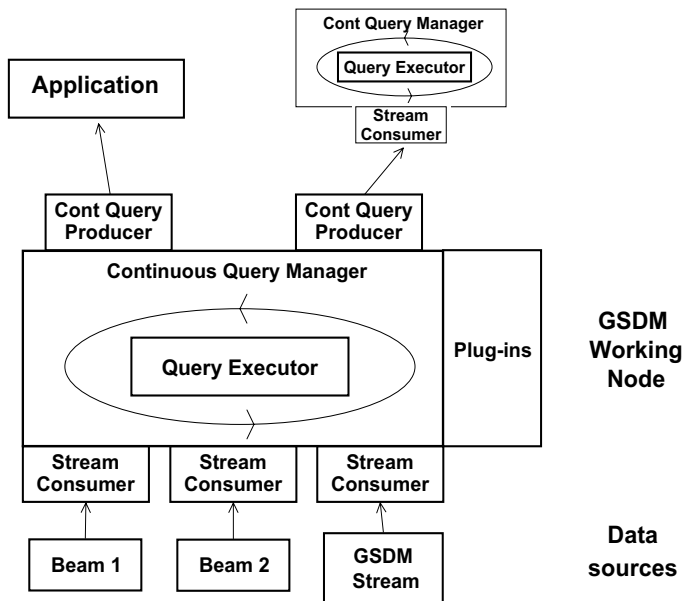 Cont Query Manager
Query Executor
Stream
Consumer
Application
Cont Query
Producer
Cont Query
Producer
Continuous Query Manager
Query Executor
Plug-ins
GSDM
Working
Node
Stream
Consumer
Stream
Consumer
Stream
Consumer
Beam 1
Beam 2
GSDM
Stream
Data
sources